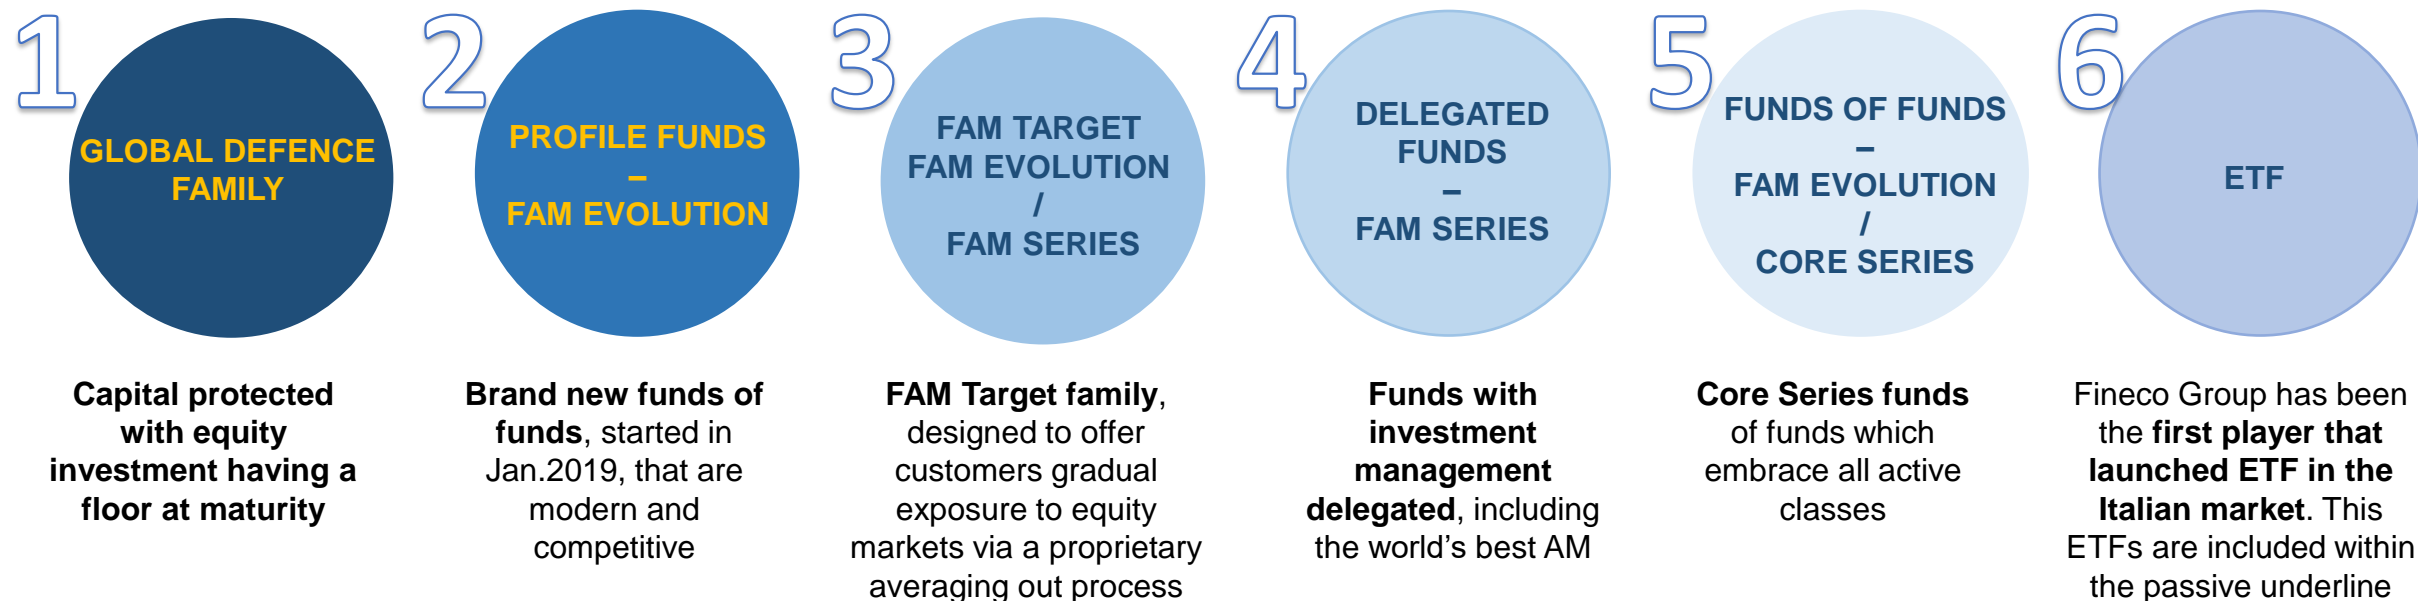 1
GLOBAL DEFENCE
FAMILY
Capital protected
with equity
investment having a
floor at maturity
2
PROFILE FUNDS
–
FAM EVOLUTION
Brand new funds of
funds, started in
Jan.2019, that are
modern and
competitive
3
FAM TARGET
FAM EVOLUTION
/
FAM SERIES
FAM Target family,
designed to offer
customers gradual
exposure to equity
markets via a proprietary
averaging out process
4
DELEGATED
FUNDS
–
FAM SERIES
Funds with
investment
management
delegated, including
the world’s best AM
5
FUNDS OF FUNDS
–
FAM EVOLUTION
/
CORE SERIES
Core Series funds
of funds which
embrace all active
classes
6
ETF
Fineco Group has been
the first player that
launched ETF in the
Italian market. This
ETFs are included within
the passive underline